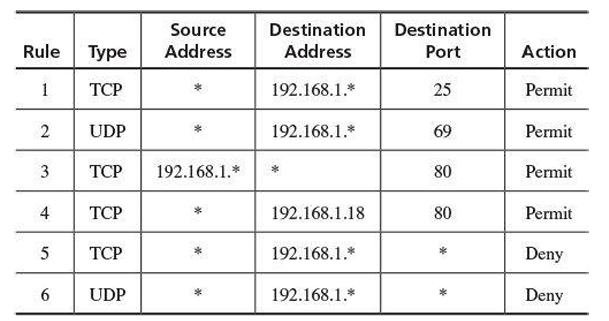 Rule Type Source Address Destination Address Destination Port Action
1 TCP * 192.168.1.* 25 Permit
2 UDP * 192.168.1.* 69 Permit
3 TCP 192.168.1.* * 80 Permit
4 TCP * 192.168.1.18 80 Permit
5 TCP * 192.168.1.* * Deny
6 UDP * 192.168.1.* * Deny